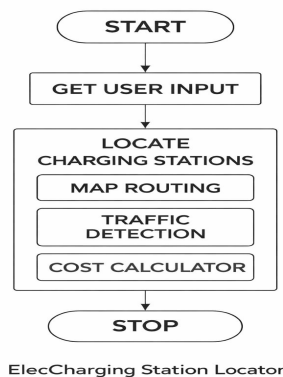 START
GET USER INPUT
LOCATE
CHARGING STATIONS
MAP ROUTING
TRAFFIC
DETECTION
COST CALCULATOR
STOP
ElecCharging Station Locator